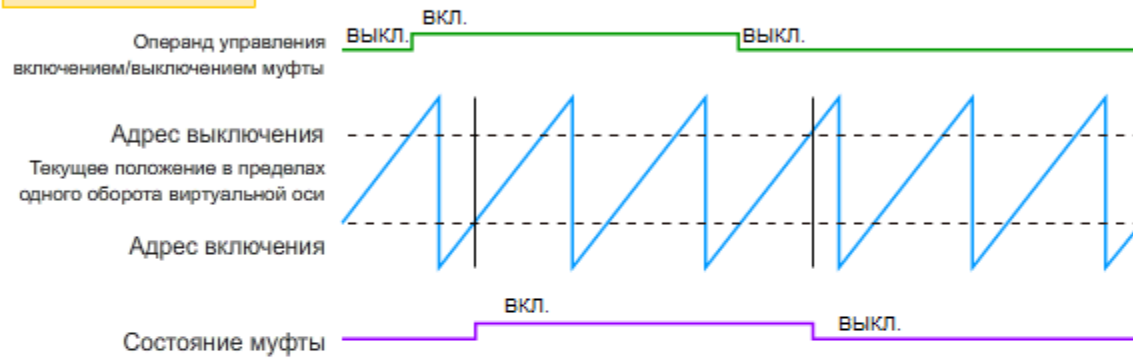 ВКЛ.
ВЫКЛ.
ВЫКЛ.
Операнд управления
включением/выключением муфты
Адрес выключения
Текущее положение в пределах
одного оборота виртуальной оси
Адрес включения
ВКЛ.
ВЫКЛ.
Состояние муфты